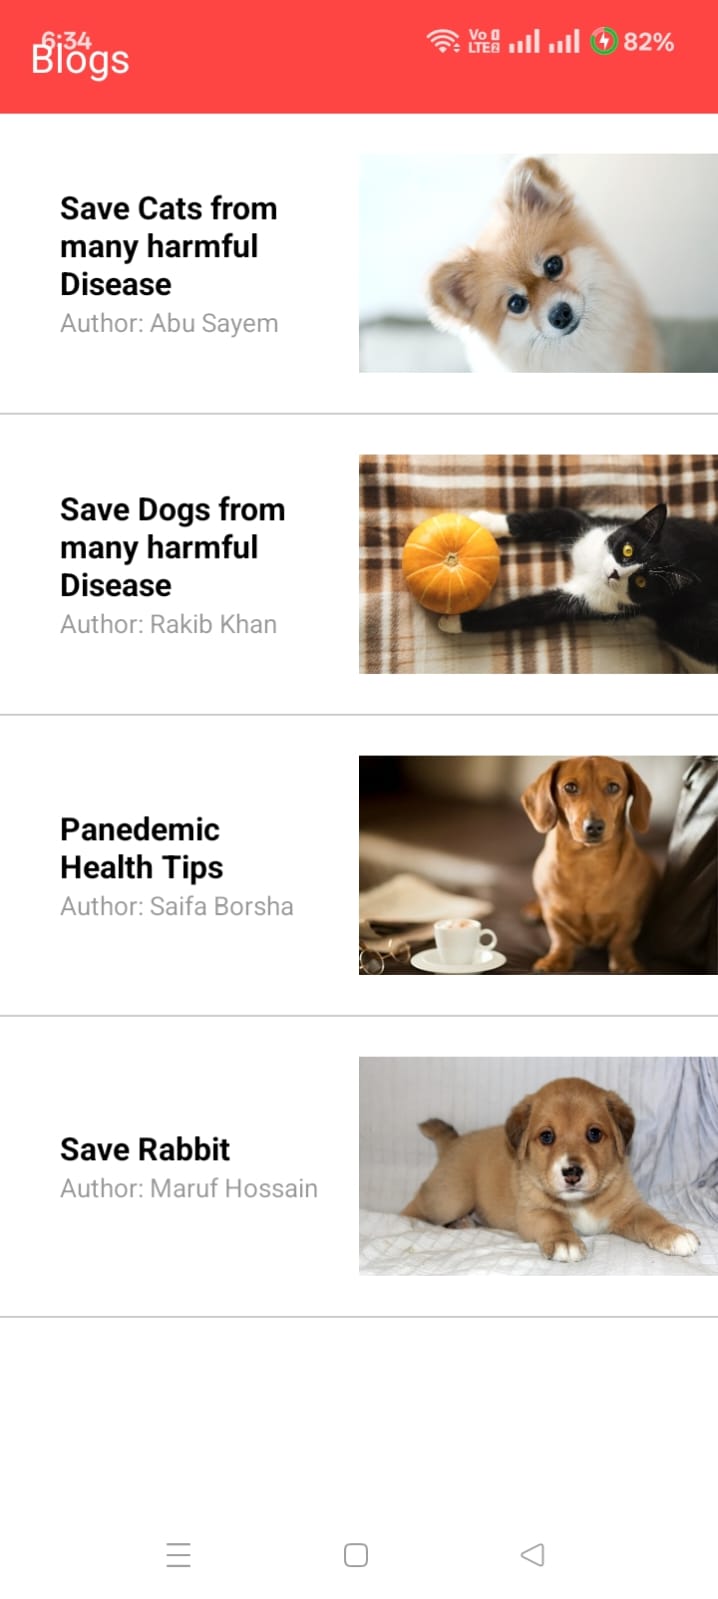 6:34
Vo LTE2 82%
Blogs
Save Cats from
many harmful
Disease
Author: Abu Sayem
Save Dogs from
many harmful
Disease
Author: Rakib Khan
Panedemic
Health Tips
Author: Saifa Borsha
Save Rabbit
Author: Maruf Hossain